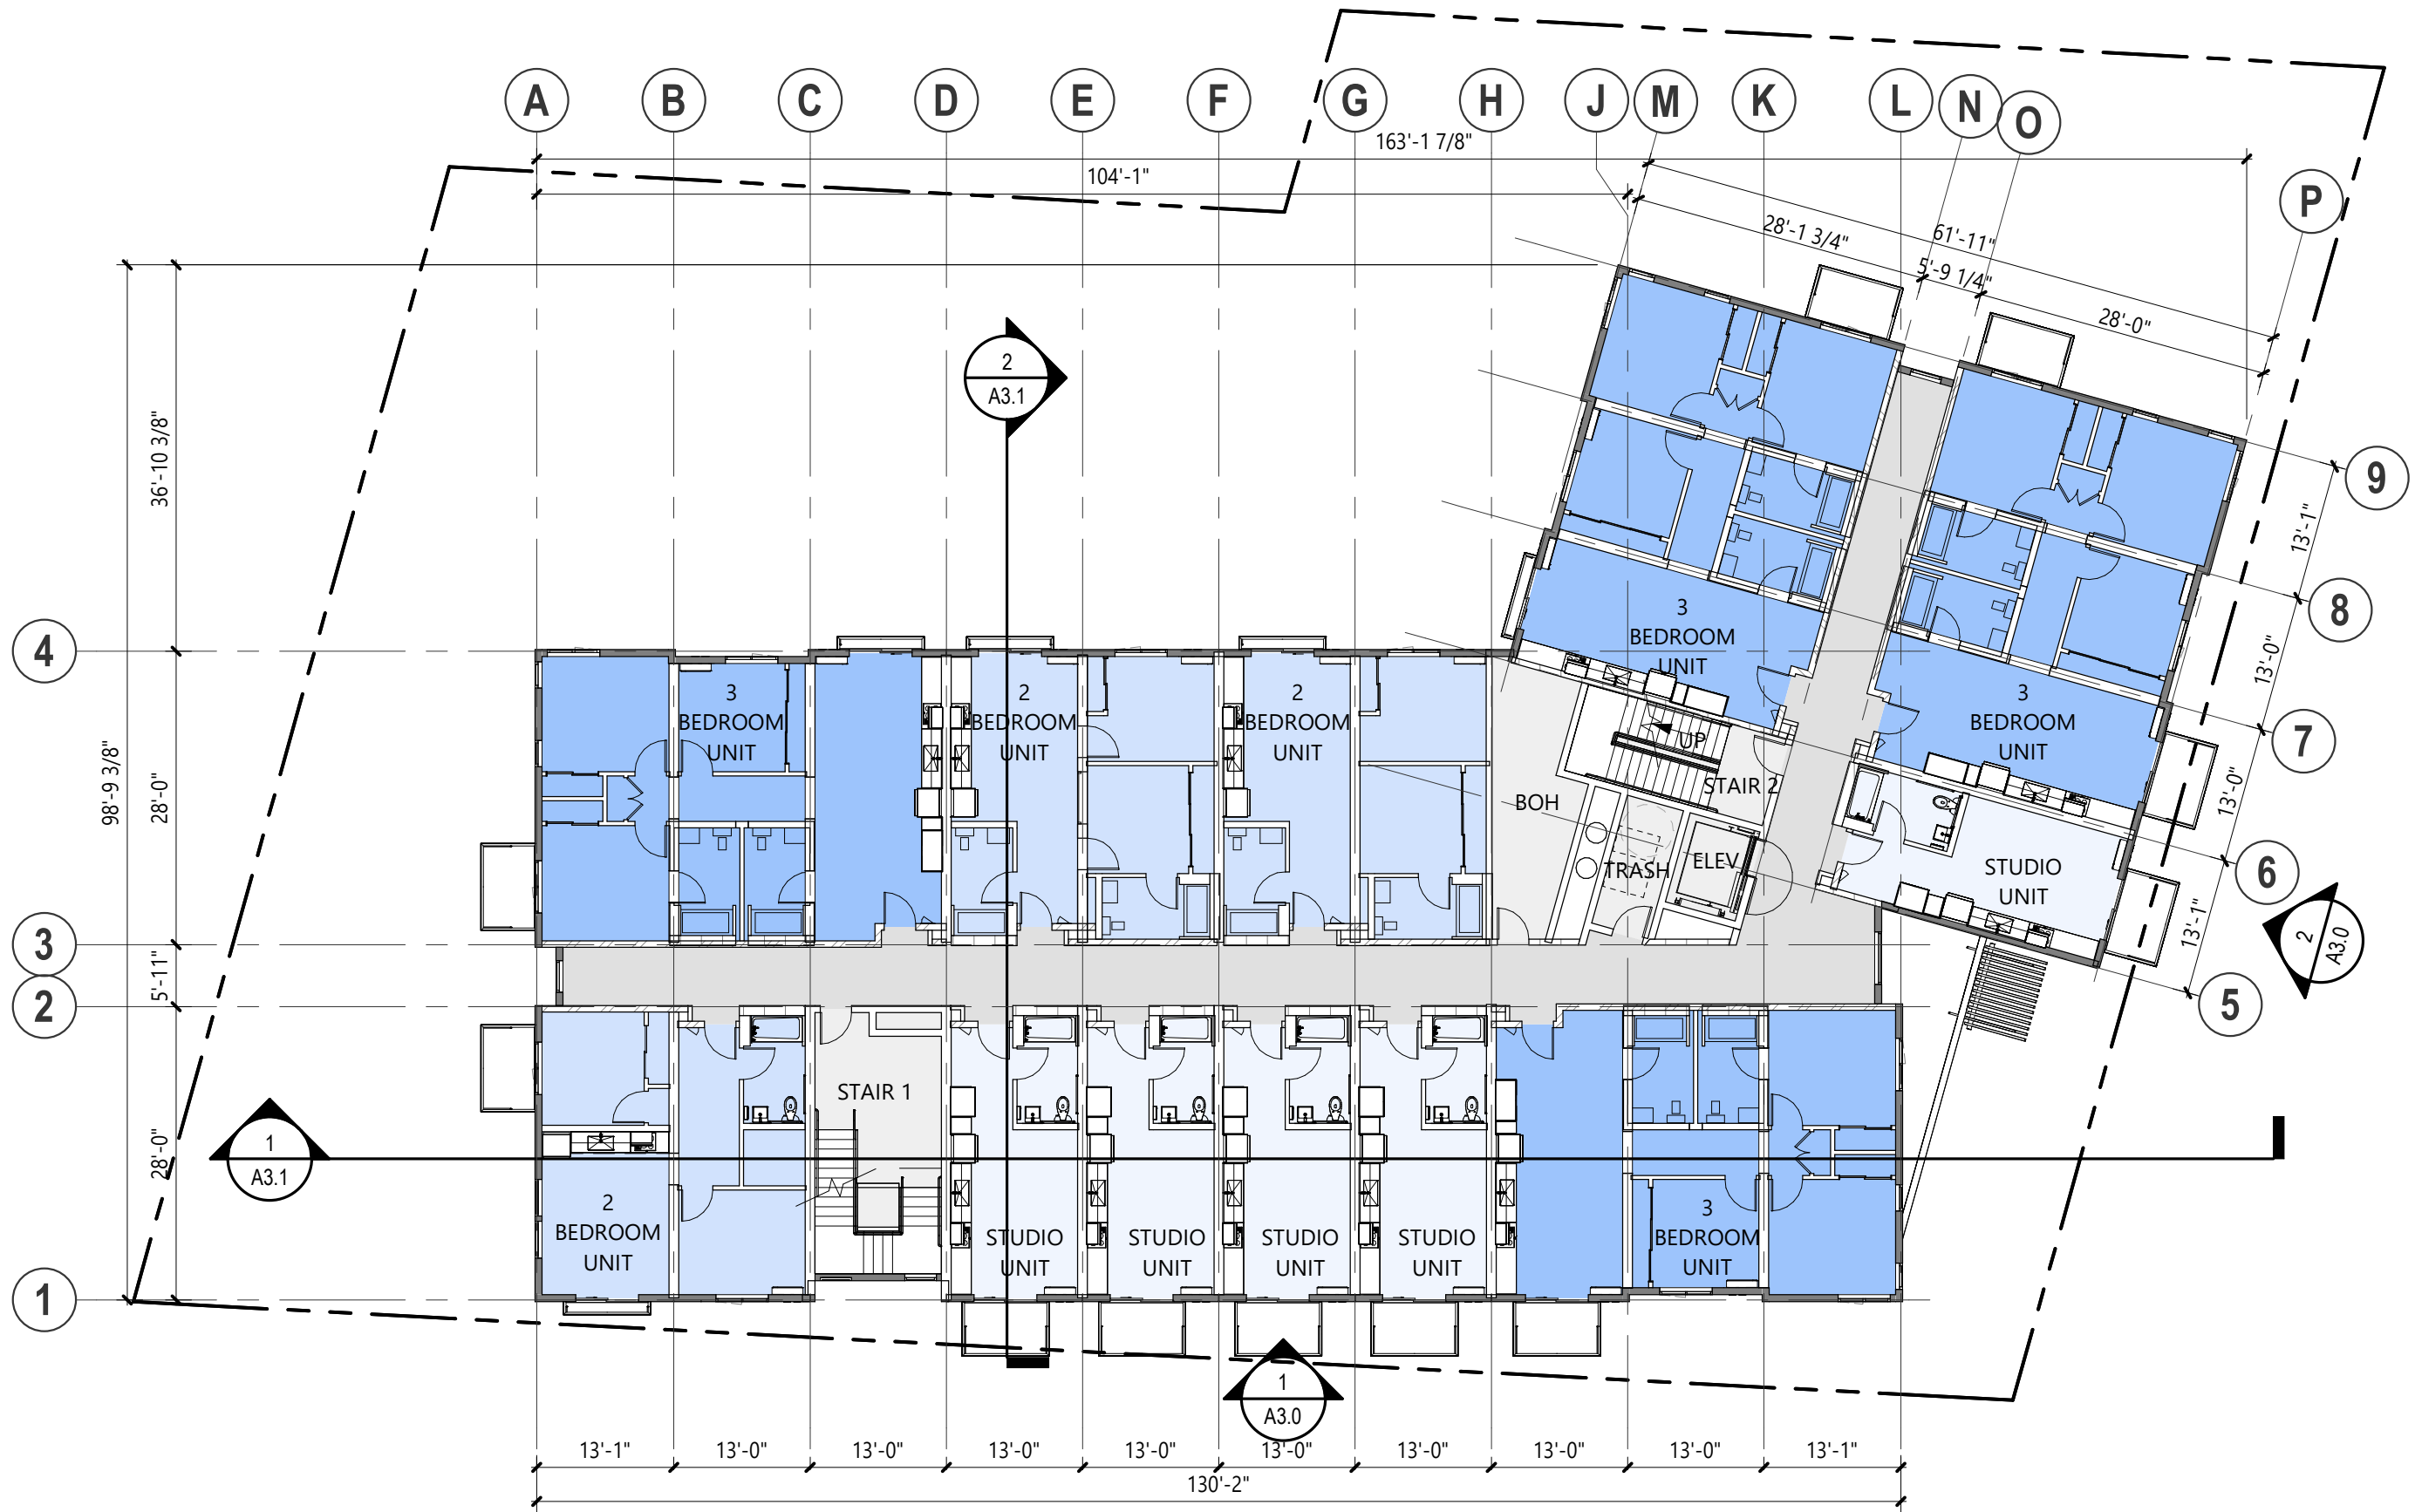 A B C D E F G H J M K L N O
P
163'-1 7/8"
104'-1"
28'-1 3/4"
61'-11"
5'-9 1/4"
28'-0"
2
A3.1
36'-10 3/8"
98'-9 3/8"
28'-0"
5'-11"
28'-0"
4
3
2
1
9
8
7
6
5
13'-1"
13'-0"
13'-0"
13'-0"
13'-1"
3
BEDROOM
UNIT
2
BEDROOM
UNIT
2
BEDROOM
UNIT
3
BEDROOM
UNIT
3
BEDROOM
UNIT
UP
STAIR 2
BOH
TRASH
ELEV
STUDIO
UNIT
2
A3.0
STAIR 1
1
A3.1
2
BEDROOM
UNIT
STUDIO
UNIT
STUDIO
UNIT
STUDIO
UNIT
STUDIO
UNIT
3
BEDROOM
UNIT
1
A3.0
13'-1" 13'-0" 13'-0" 13'-0" 13'-0" 13'-0" 13'-0" 13'-0" 13'-0" 13'-1"
130'-2"